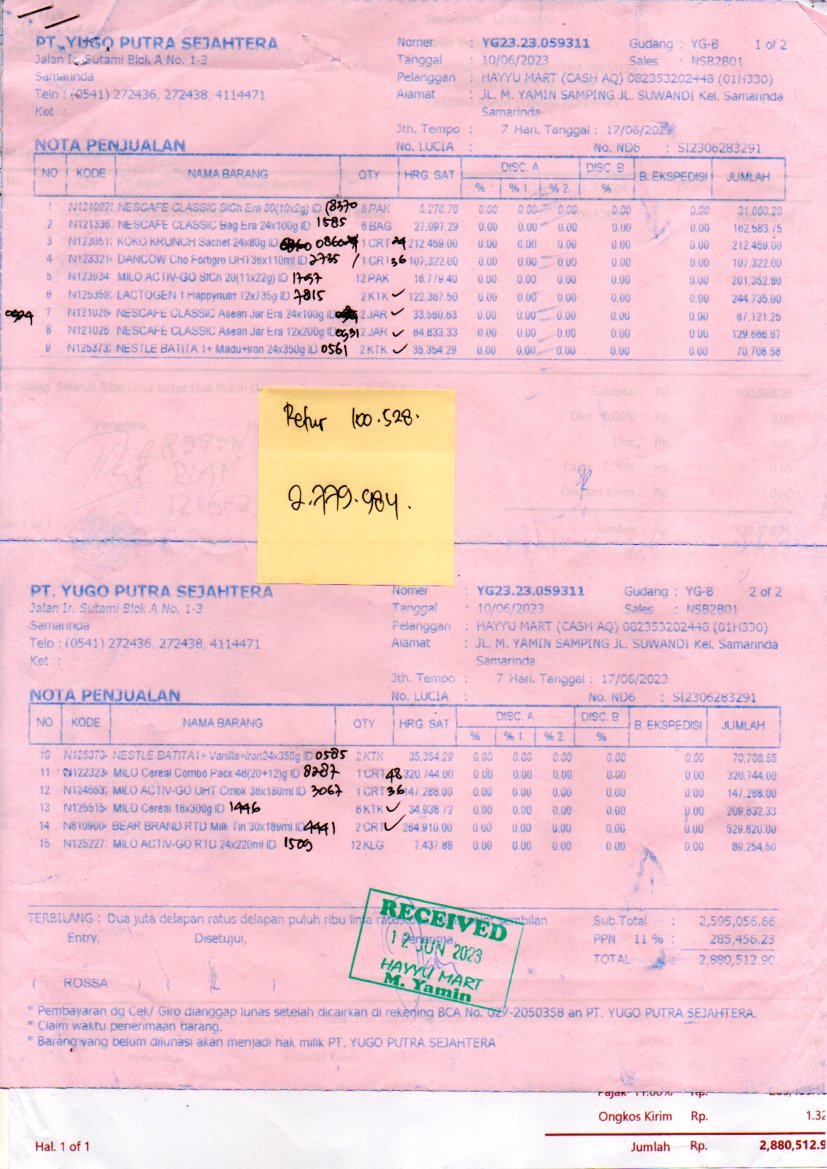 PT. YUGO PUTRA SEJAHTERA
Jalan Ir. Sutami Blok A No. 1-3
Samarinda
Telp : (0541) 272436, 272438, 4114471
Ket :
Nomer : YG23.23.059311 Gudang : YG-B 1 of 2
Tanggal : 10/06/2023 Sales : NSB2B01
Pelanggan : HAYYU MART (CASH AQ) 082353202448 (01H330)
Alamat : JL. M. YAMIN SAMPING JL. SUWANDI Kel. Samarinda
Samarinda
Jth. Tempo : 7 Hari. Tanggal : 17/06/2023
NOTA PENJUALAN
No. LUCIA : No. ND6 : SI2306283291
NO KODE NAMA BARANG QTY HRG. SAT DISC. A DISC. B B. EKSPEDISI JUMLAH
% % 1. % 2. %
1 NESCAFE CLASSIC SICh Era (10x2g) ID 8370 6 PAK 5.270,70 0.00 0.00 0.00 0.00 0.00
2 NESCAFE CLASSIC Bag Era 24x100g ID 1585 6 BAG 27.097.29 0.00 0.00 0.00 0.00 0.00 162.583.75
3 KOKO KRUNCH Sachet 24x80g ID 1 CRT 24 212,459.00 0.00 0.00 0.00 0.00 0.00 212,459.00
4 DANCOW Cho Fortigro UHT 36x110ml ID 2735 1 CRT 36 107,322.00 0.00 0.00 0.00 0.00 0.00 107,322.00
5 N123934 MILO ACTIV-GO SICh 20(11x22g) ID 1757 12 PAK 16,779.40 0.00 0.00 0.00 0.00 0.00 201,352.80
6 LACTOGEN 1 Happynutri 12x735g ID 7815 2 KTK 122,367.50 0.00 0.00 0.00 0.00 0.00 244,735.00
7 NESCAFE CLASSIC Asean Jar Era 24x100g ID 2 JAR 33,560.63 0.00 0.00 0.00 0.00 0.00 67,121.25
8 NESCAFE CLASSIC Asean Jar Era 12x200g ID 2 JAR 64,833.33 0.00 0.00 0.00 0.00 0.00 129,666.67
9 NESTLE BATITA 1+ Madu+Iron 24x350g ID 0561 2 KTK 35,354.29 0.00 0.00 0.00 0.00 0.00 70,708.58
Retur 100.528.
2.779.984.
PT. YUGO PUTRA SEJAHTERA
Jalan Ir. Sutami Blok A No. 1-3
Samarinda
Telp : (0541) 272436, 272438, 4114471
Ket :
Nomer : YG23.23.059311 Gudang : YG-B 2 of 2
Tanggal : 10/06/2023 Sales : NSB2B01
Pelanggan : HAYYU MART (CASH AQ) 082353202448 (01H330)
Alamat : JL. M. YAMIN SAMPING JL. SUWANDI Kel. Samarinda
Samarinda
Jth. Tempo : 7 Hari. Tanggal : 17/06/2023
NOTA PENJUALAN
No. LUCIA : No. ND6 : SI2306283291
NO KODE NAMA BARANG QTY HRG. SAT DISC. A DISC. B B. EKSPEDISI JUMLAH
% % 1. % 2. %
10 NESTLE BATITA1+ Vanilla+Iron24x350g ID 0585 2 KTK 35,354.29 0.00 0.00 0.00 0.00 0.00 70,708.58
11 N122323 MILO Cereal Combo Pack 48(20+12)g ID 8287 1 CRT 48 320,744.00 0.00 0.00 0.00 0.00 0.00 320,744.00
12 MILO ACTIV-GO UHT Cmbk 36x180ml ID 3067 1 CRT 36 147,288.00 0.00 0.00 0.00 0.00 0.00 147,288.00
13 MILO Cereal 18x300g ID 1446 6 KTK 34,938.72 0.00 0.00 0.00 0.00 0.00 209,632.33
14 BEAR BRAND RTD Milk Tin 30x189ml ID 4441 2 CRT 264,910.00 0.00 0.00 0.00 0.00 0.00 529,820.00
15 N125227 MILO ACTIV-GO RTD 24x220ml ID 1509 12 KLG 7,437.88 0.00 0.00 0.00 0.00 0.00 89,254.50
TERBILANG : Dua juta delapan ratus delapan puluh ribu lima ratus sembilan
Entry, Disetujui, Penerima,
( ROSSA ) ( )
Sub Total : 2,595,056.66
PPN 11 % : 285,456.23
TOTAL : 2,880,512.90
RECEIVED
12 JUN 2023
HAYYU MART
M. Yamin
* Pembayaran dg Cek/ Giro dianggap lunas setelah dicairkan di rekening BCA No. 027-2050358 an PT. YUGO PUTRA SEJAHTERA.
* Claim waktu penerimaan barang.
* Barang yang belum dilunasi akan menjadi hak milik PT. YUGO PUTRA SEJAHTERA
Pajak 11.00% Rp.
Ongkos Kirim Rp. 1.32
Hal. 1 of 1
Jumlah Rp. 2,880,512.9